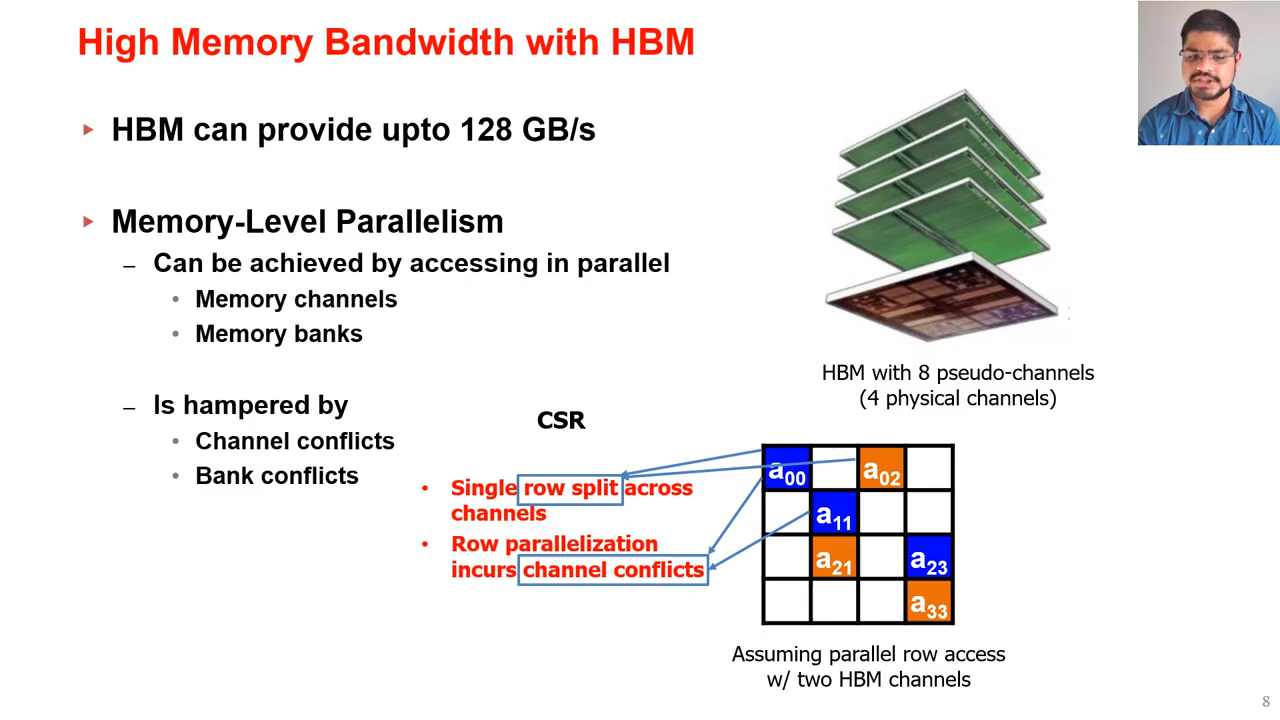 High Memory Bandwidth with HBM
HBM can provide upto 128 GB/s
Memory-Level Parallelism
– Can be achieved by accessing in parallel
• Memory channels
• Memory banks
– Is hampered by
• Channel conflicts
• Bank conflicts
CSR
• Single row split across
channels
• Row parallelization
incurs channel conflicts
HBM with 8 pseudo-channels
(4 physical channels)
a00 a02
a11
a21 a23
a33
Assuming parallel row access
w/ two HBM channels
8